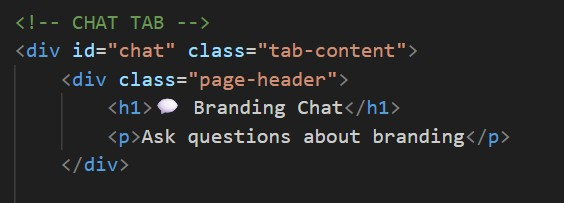 <!-- CHAT TAB -->
<div id="chat" class="tab-content">
<div class="page-header">
<h1>💬 Branding Chat</h1>
<p>Ask questions about branding</p>
</div>